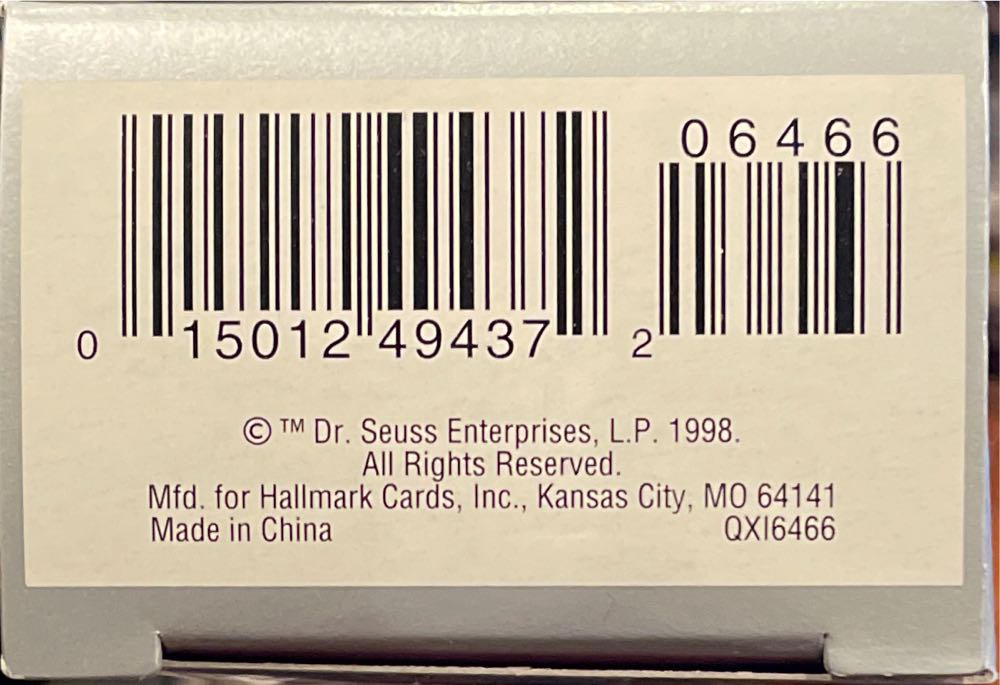 06466
0 15012 49437 2
© ™ Dr. Seuss Enterprises, L.P. 1998.
All Rights Reserved.
Mfd. for Hallmark Cards, Inc., Kansas City, MO 64141
Made in China QXI6466